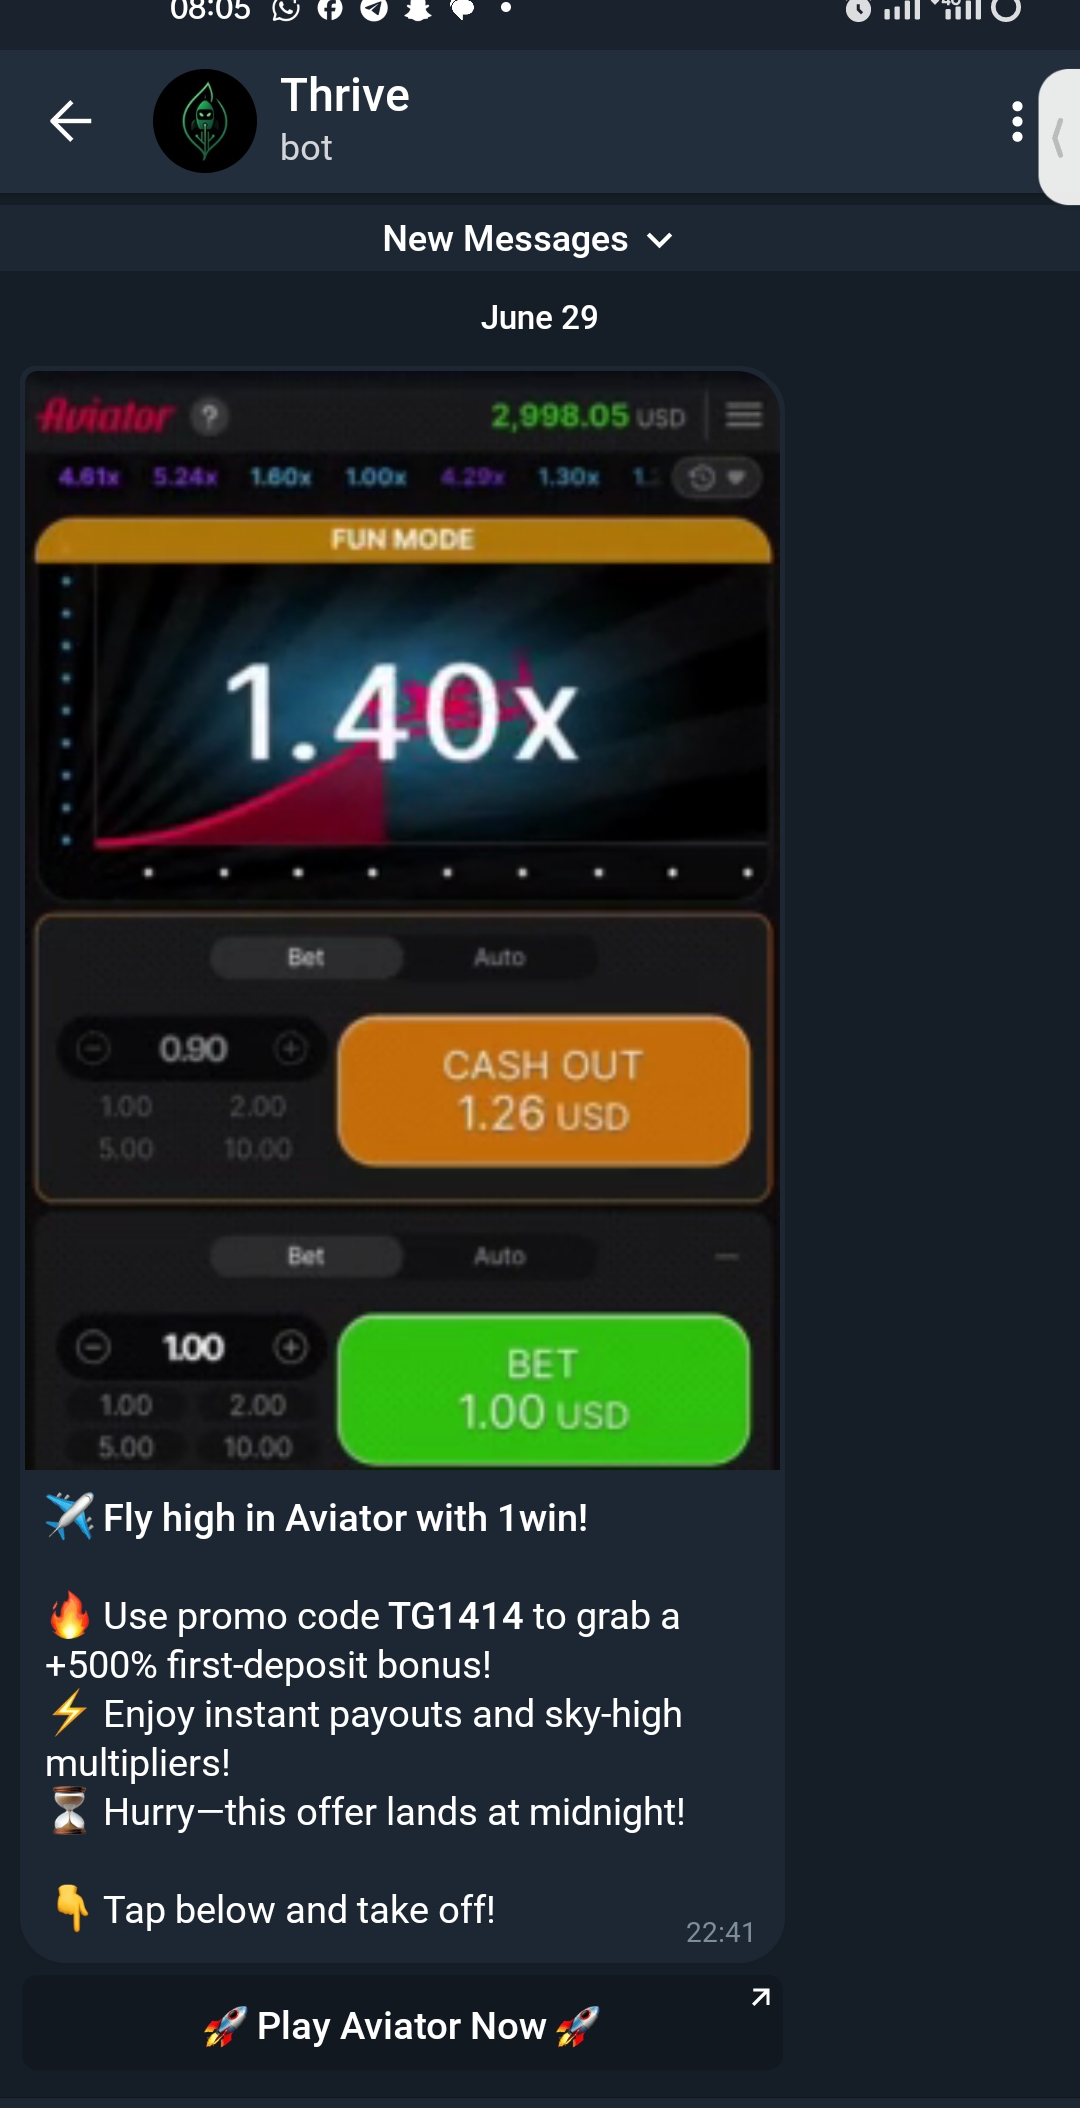 08:05
Thrive
bot
New Messages
June 29
Aviator ? 2,998.05 USD
4.61x 5.24x 1.60x 1.00x 4.29x 1.30x
FUN MODE
1.40x
Bet Auto
0.90
CASH OUT
1.26 USD
1.00 2.00
5.00 10.00
Bet Auto
1.00
BET
1.00 USD
1.00 2.00
5.00 10.00
✈️ Fly high in Aviator with 1win!
🔥 Use promo code TG1414 to grab a
+500% first-deposit bonus!
⚡ Enjoy instant payouts and sky-high
multipliers!
⏳ Hurry—this offer lands at midnight!
👇 Tap below and take off!
22:41
🚀 Play Aviator Now 🚀